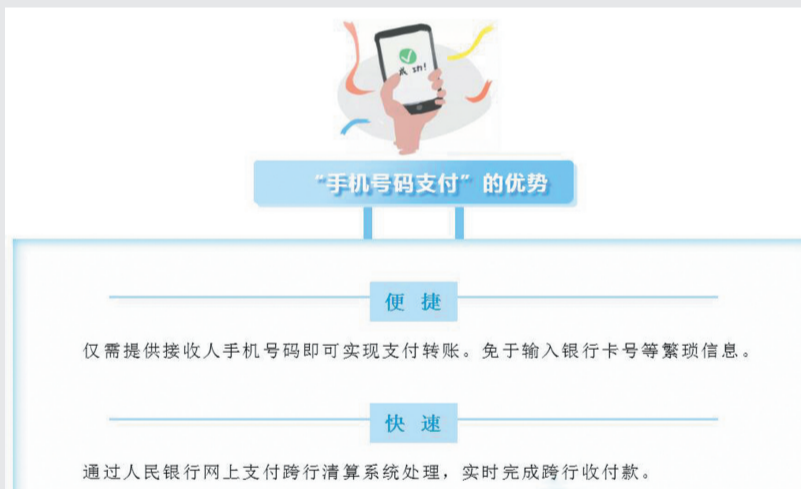 成功!
“手机号码支付”的优势
便 捷
仅需提供接收人手机号码即可实现支付转账。免于输入银行卡号等繁琐信息。
快 速
通过人民银行网上支付跨行清算系统处理，实时完成跨行收付款。